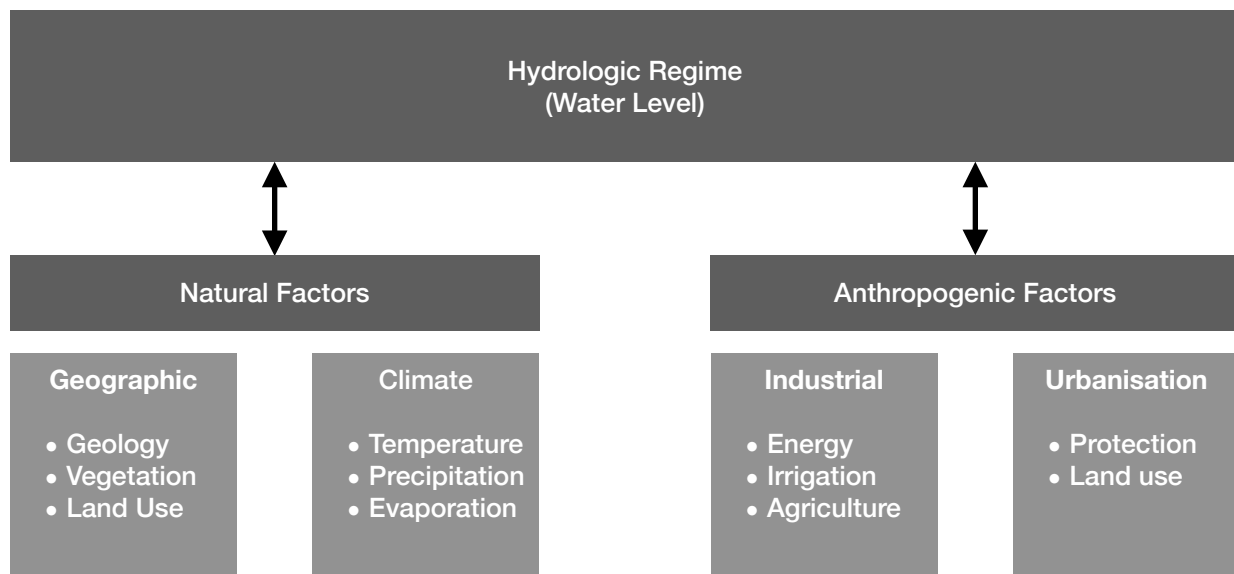 Hydrologic Regime
(Water Level)
Natural Factors
Anthropogenic Factors
Geographic
• Geology
• Vegetation
• Land Use
Climate
• Temperature
• Precipitation
• Evaporation
Industrial
• Energy
• Irrigation
• Agriculture
Urbanisation
• Protection
• Land use